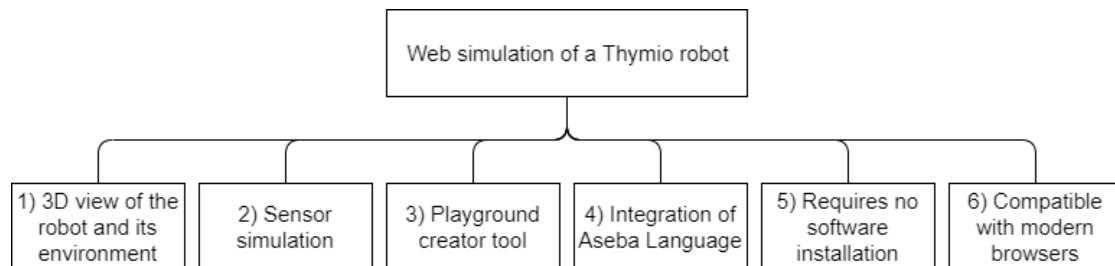 Web simulation of a Thymio robot
1) 3D view of the
robot and its
environment
2) Sensor
simulation
3) Playground
creator tool
4) Integration of
Aseba Language
5) Requires no
software
installation
6) Compatible
with modern
browsers